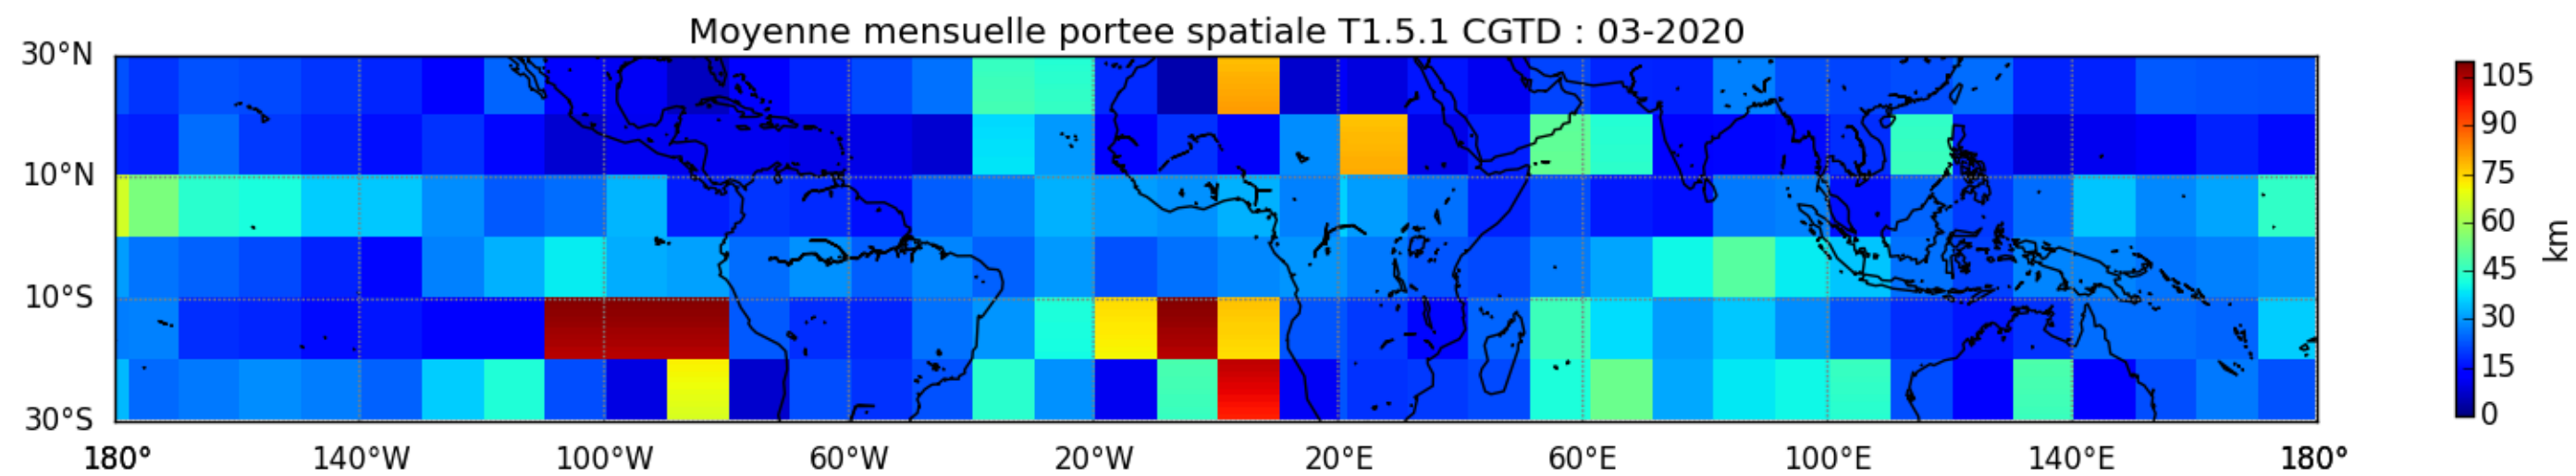 Moyenne mensuelle portee spatiale T1.5.1 CGTD : 03-2020
30°N
10°N
10°S
30°S
180° 140°W 100°W 60°W 20°W 20°E 60°E 100°E 140°E 180°
105
90
75
60
45
30
15
0
km